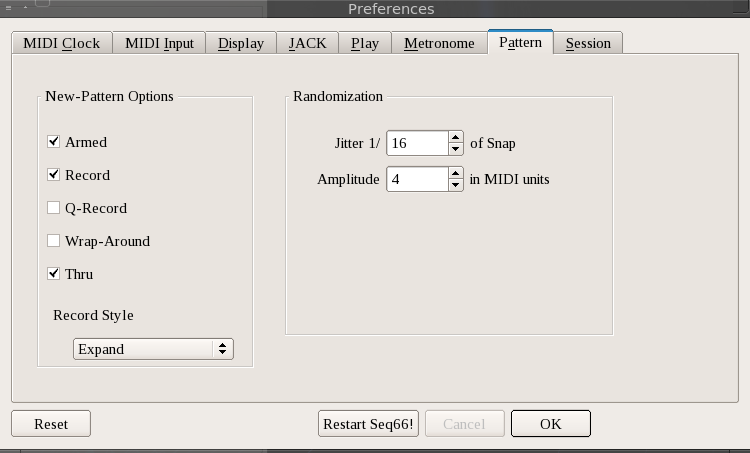 Preferences
MIDI Clock MIDI Input Display JACK Play Metronome Pattern Session
New-Pattern Options
Armed
Record
Q-Record
Wrap-Around
Thru
Record Style
Expand
Randomization
Jitter 1/ 16 of Snap
Amplitude 4 in MIDI units
Reset Restart Seq66! Cancel OK